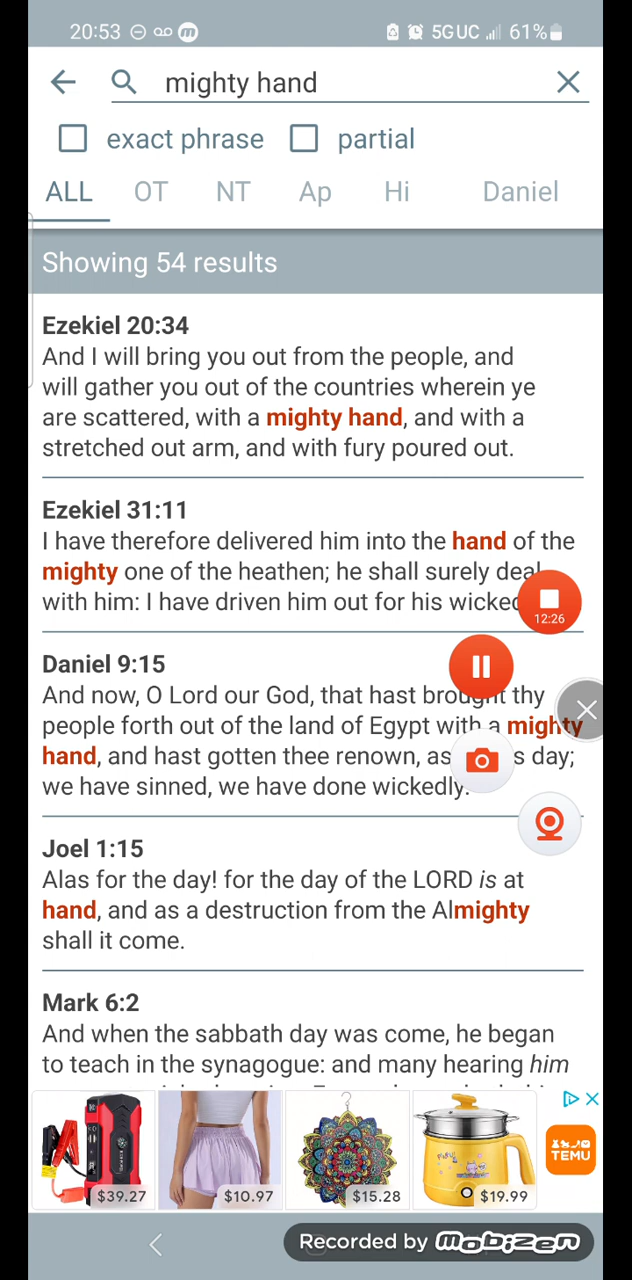 20:53 5GUC 61%
mighty hand
exact phrase partial
ALL OT NT Ap Hi Daniel
Showing 54 results
Ezekiel 20:34
And I will bring you out from the people, and
will gather you out of the countries wherein ye
are scattered, with a mighty hand, and with a
stretched out arm, and with fury poured out.
Ezekiel 31:11
I have therefore delivered him into the hand of the
mighty one of the heathen; he shall surely deal
with him: I have driven him out for his
12:26
Daniel 9:15
And now, O Lord our God, that hast brought thy
people forth out of the land of Egypt with a mighty
hand, and hast gotten thee renown, as day;
we have sinned, we have done wickedly.
Joel 1:15
Alas for the day! for the day of the LORD is at
hand, and as a destruction from the Almighty
shall it come.
Mark 6:2
And when the sabbath day was come, he began
to teach in the synagogue: and many hearing him
$39.27 $10.97 $15.28 $19.99
TEMU
Recorded by mobizen